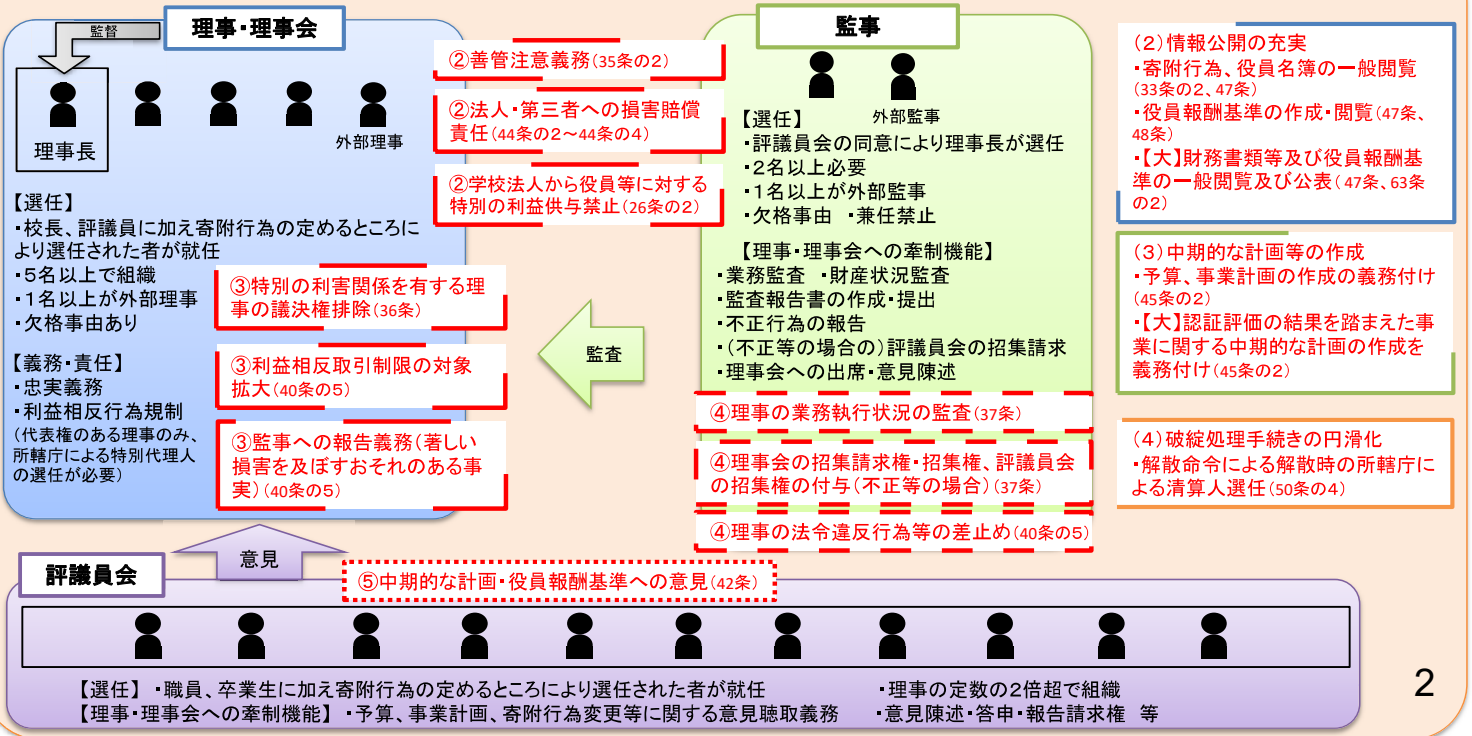 監督
理事・理事会
理事長
外部理事
【選任】
・校長、評議員に加え寄附行為の定めるところに
より選任された者が就任
・5名以上で組織
・1名以上が外部理事
・欠格事由あり
【義務・責任】
・忠実義務
・利益相反行為規制
(代表権のある理事のみ、
所轄庁による特別代理人
の選任が必要)
②善管注意義務(35条の2)
②法人・第三者への損害賠償
責任(44条の2～44条の4)
②学校法人から役員等に対する
特別の利益供与禁止(26条の2)
③特別の利害関係を有する理
事の議決権排除(36条)
③利益相反取引制限の対象
拡大(40条の5)
③監事への報告義務(著しい
損害を及ぼすおそれのある事
実)(40条の5)
監査
監事
外部監事
【選任】
・評議員会の同意により理事長が選任
・2名以上必要
・1名以上が外部監事
・欠格事由 ・兼任禁止
【理事・理事会への牽制機能】
・業務監査 ・財産状況監査
・監査報告書の作成・提出
・不正行為の報告
・(不正等の場合の)評議員会の招集請求
・理事会への出席・意見陳述
④理事の業務執行状況の監査(37条)
④理事会の招集請求権・招集権、評議員会
の招集権の付与(不正等の場合)(37条)
④理事の法令違反行為等の差止め(40条の5)
(2)情報公開の充実
・寄附行為、役員名簿の一般閲覧
(33条の2、47条)
・役員報酬基準の作成・閲覧(47条、
48条)
・【大】財務書類等及び役員報酬基
準の一般閲覧及び公表(47条、63条
の2)
(3)中期的な計画等の作成
・予算、事業計画の作成の義務付け
(45条の2)
・【大】認証評価の結果を踏まえた事
業に関する中期的な計画の作成を
義務付け(45条の2)
(4)破綻処理手続きの円滑化
・解散命令による解散時の所轄庁に
よる清算人選任(50条の4)
意見
評議員会
⑤中期的な計画・役員報酬基準への意見(42条)
【選任】 ・職員、卒業生に加え寄附行為の定めるところにより選任された者が就任 ・理事の定数の2倍超で組織
【理事・理事会への牽制機能】 ・予算、事業計画、寄附行為変更等に関する意見聴取義務 ・意見陳述・答申・報告請求権 等
2